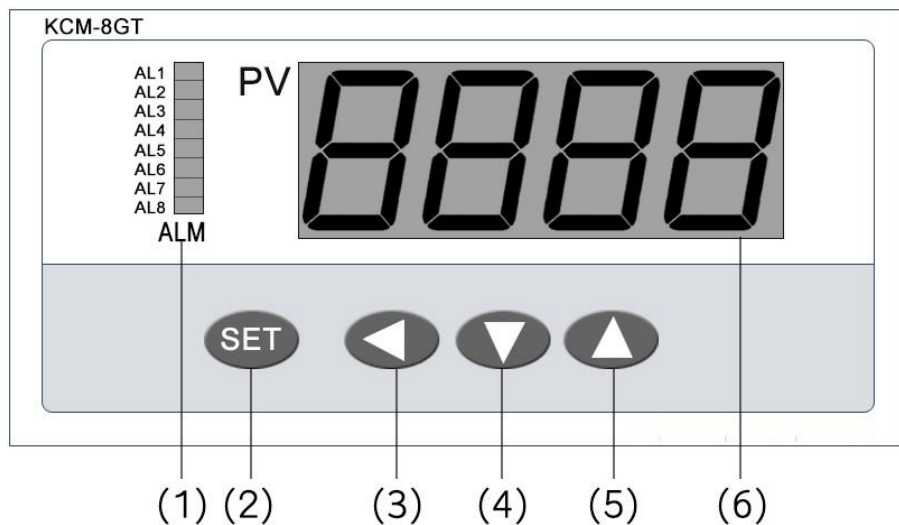 KCM-8GT
AL1
AL2
AL3
AL4
AL5
AL6
AL7
AL8
ALM
PV
8888
SET
(1) (2) (3) (4) (5) (6)